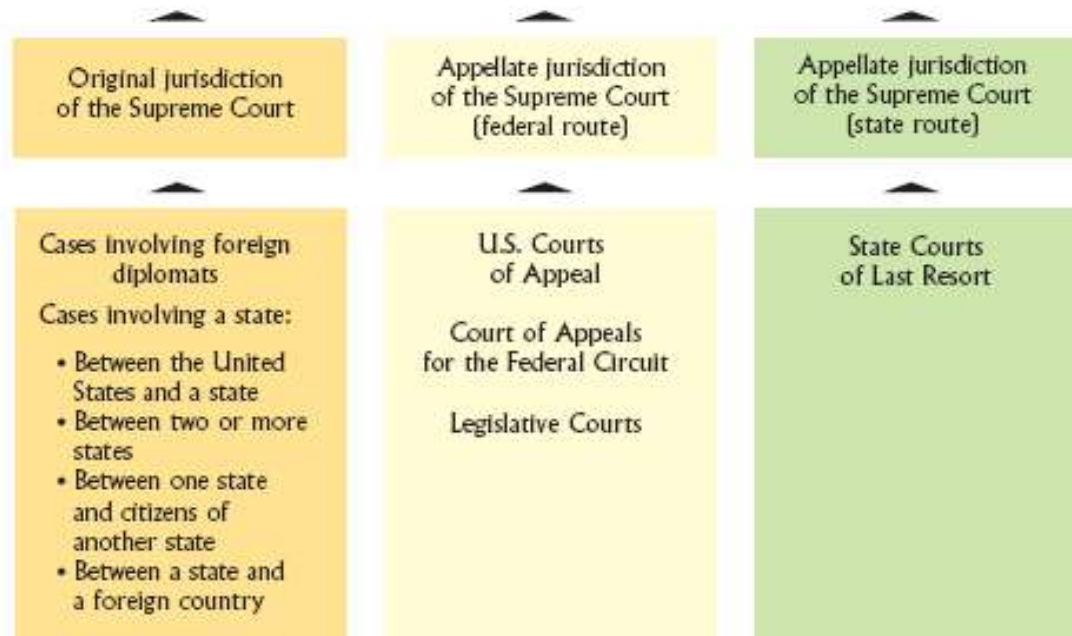 Original jurisdiction
of the Supreme Court
Appellate jurisdiction
of the Supreme Court
(federal route)
Appellate jurisdiction
of the Supreme Court
(state route)
Cases involving foreign
diplomats
Cases involving a state:
• Between the United
States and a state
• Between two or more
states
• Between one state
and citizens of
another state
• Between a state and
a foreign country
U.S. Courts
of Appeal
Court of Appeals
for the Federal Circuit
Legislative Courts
State Courts
of Last Resort